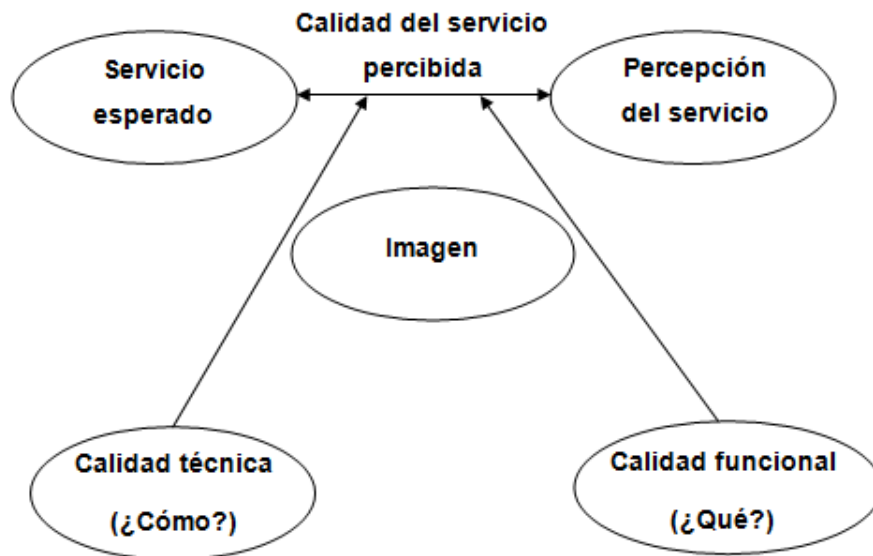 Calidad del servicio
percibida
Servicio
esperado
Percepción
del servicio
Imagen
Calidad técnica
(¿Cómo?)
Calidad funcional
(¿Qué?)